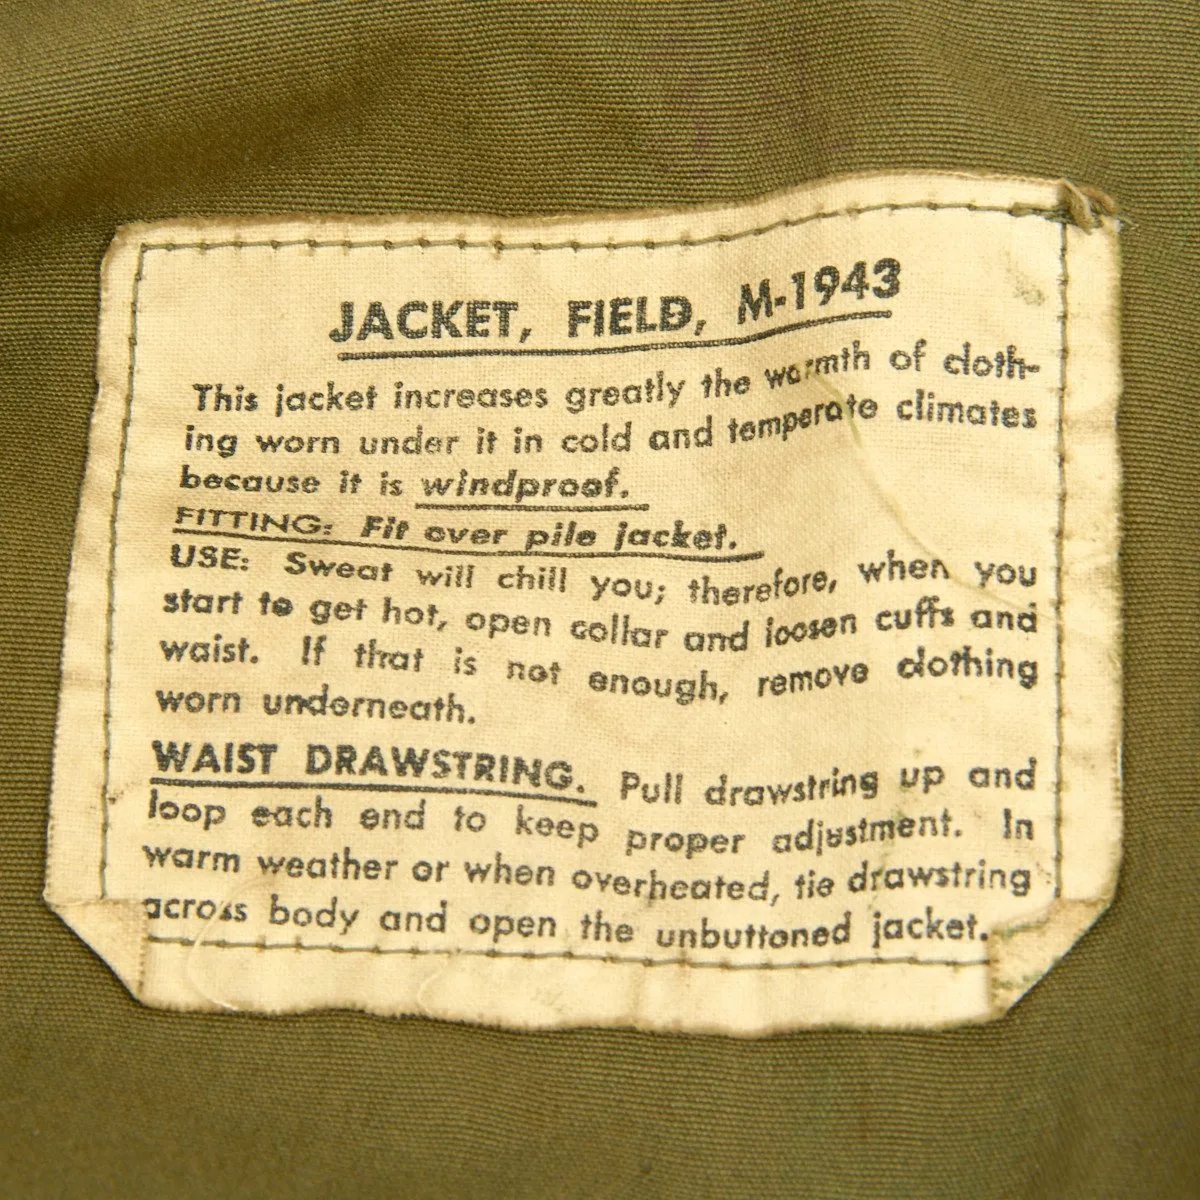 JACKET, FIELD, M-1943
This jacket increases greatly the warmth of cloth-
ing worn under it in cold and temperate climates
because it is windproof.
FITTING: Fit over pile jacket.
USE: Sweat will chill you; therefore, when you
start to get hot, open collar and loosen cuffs and
waist. If that is not enough, remove clothing
worn underneath.
WAIST DRAWSTRING. Pull drawstring up and
loop each end to keep proper adjustment. In
warm weather or when overheated, tie drawstring
across body and open the unbuttoned jacket.